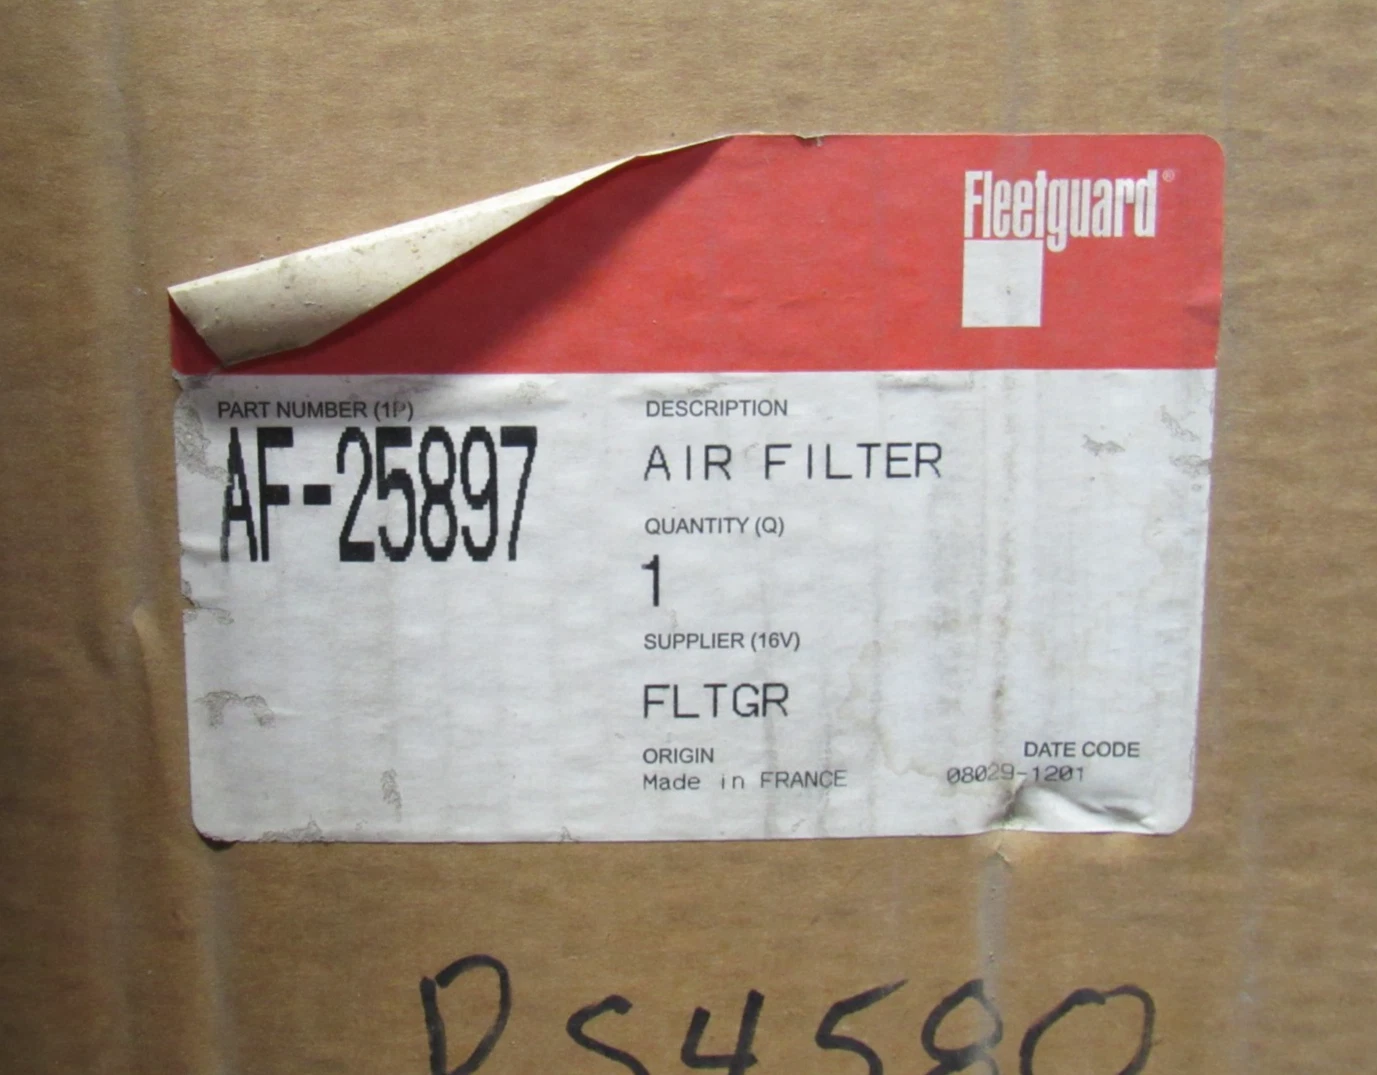 Fleetguard®
PART NUMBER (1P)
AF-25897
DESCRIPTION
AIR FILTER
QUANTITY (Q)
1
SUPPLIER (16V)
FLTGR
ORIGIN
Made in FRANCE
DATE CODE
08029-1201